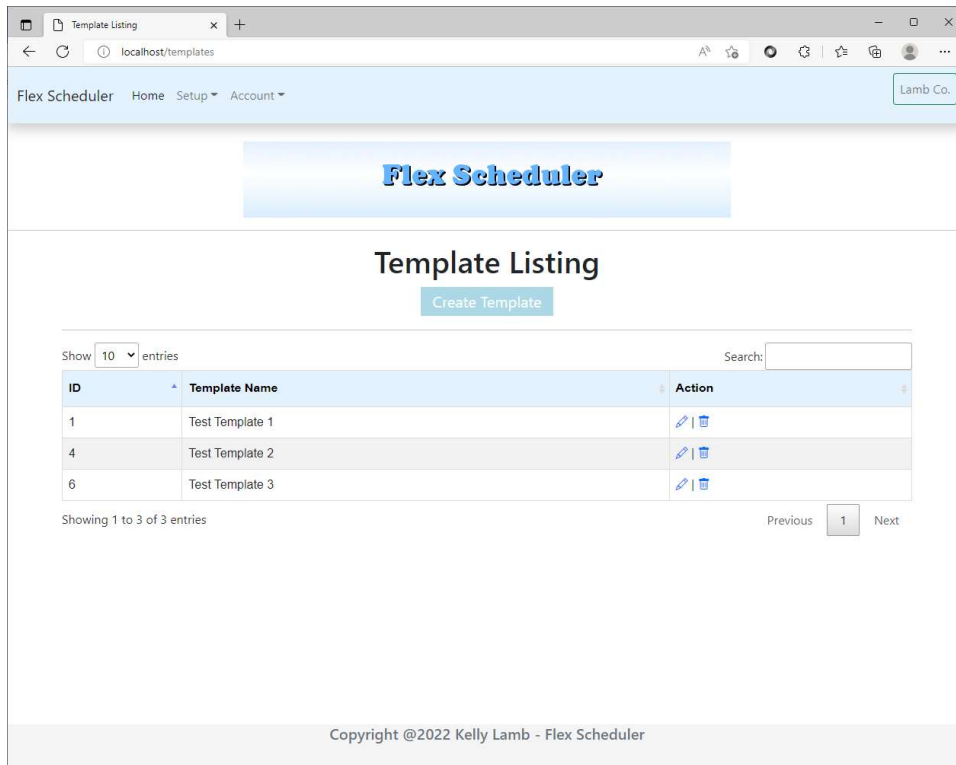 Template Listing
localhost/templates
Flex Scheduler Home Setup Account Lamb Co.
Flex Scheduler
Template Listing
Create Template
Show 10 entries Search:
ID Template Name Action
1 Test Template 1 |
4 Test Template 2 |
6 Test Template 3 |
Showing 1 to 3 of 3 entries Previous 1 Next
Copyright @2022 Kelly Lamb - Flex Scheduler